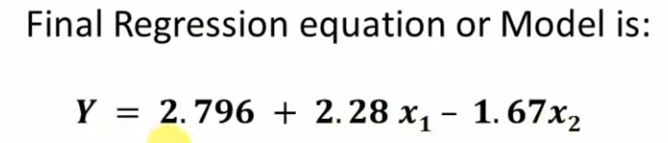 Final Regression equation or Model is:
Y = 2.796 + 2.28 x₁ – 1.67x₂